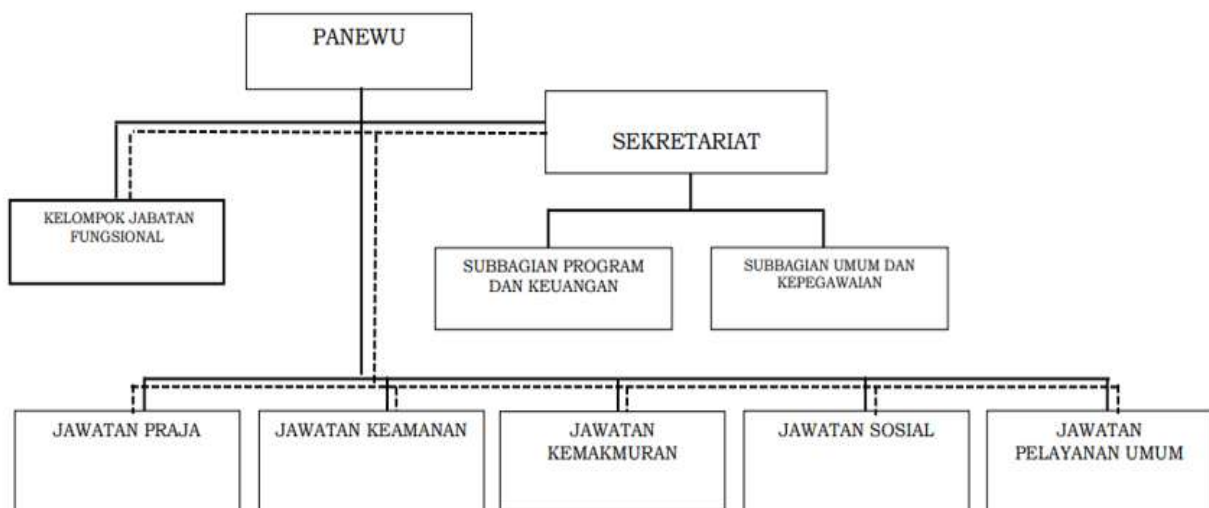 PANEWU
SEKRETARIAT
KELOMPOK JABATAN
FUNGSIONAL
SUBBAGIAN PROGRAM
DAN KEUANGAN
SUBBAGIAN UMUM DAN
KEPEGAWAIAN
JAWATAN PRAJA
JAWATAN KEAMANAN
JAWATAN
KEMAKMURAN
JAWATAN SOSIAL
JAWATAN
PELAYANAN UMUM